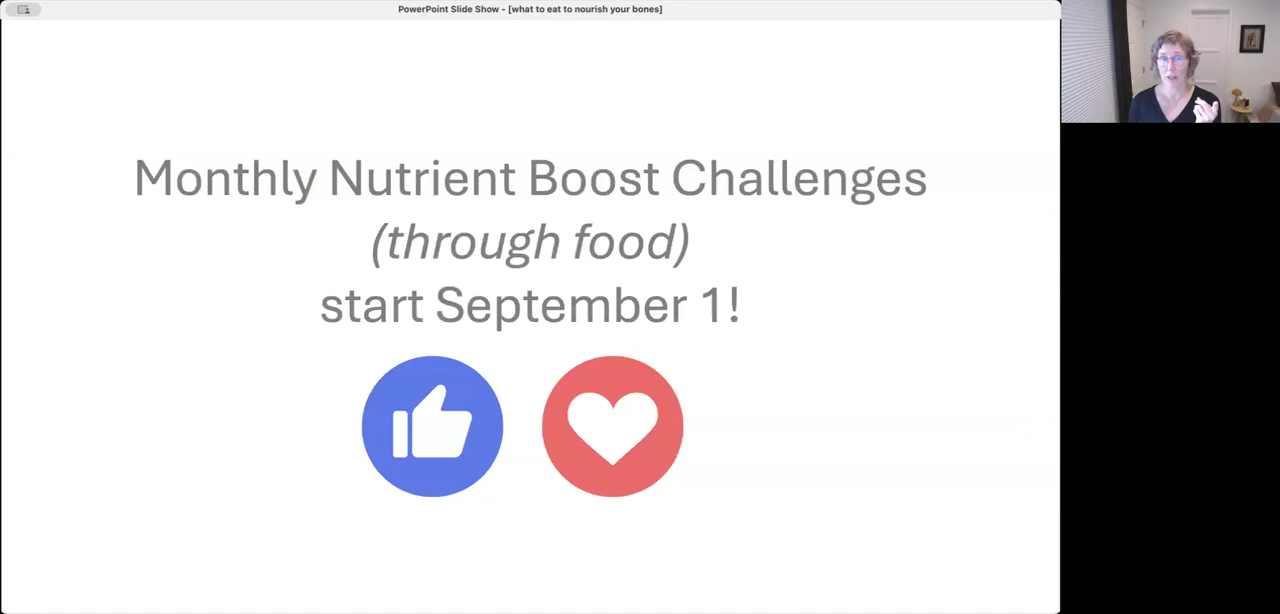 PowerPoint Slide Show - [what to eat to nourish your bones]
Monthly Nutrient Boost Challenges
(through food)
start September 1!